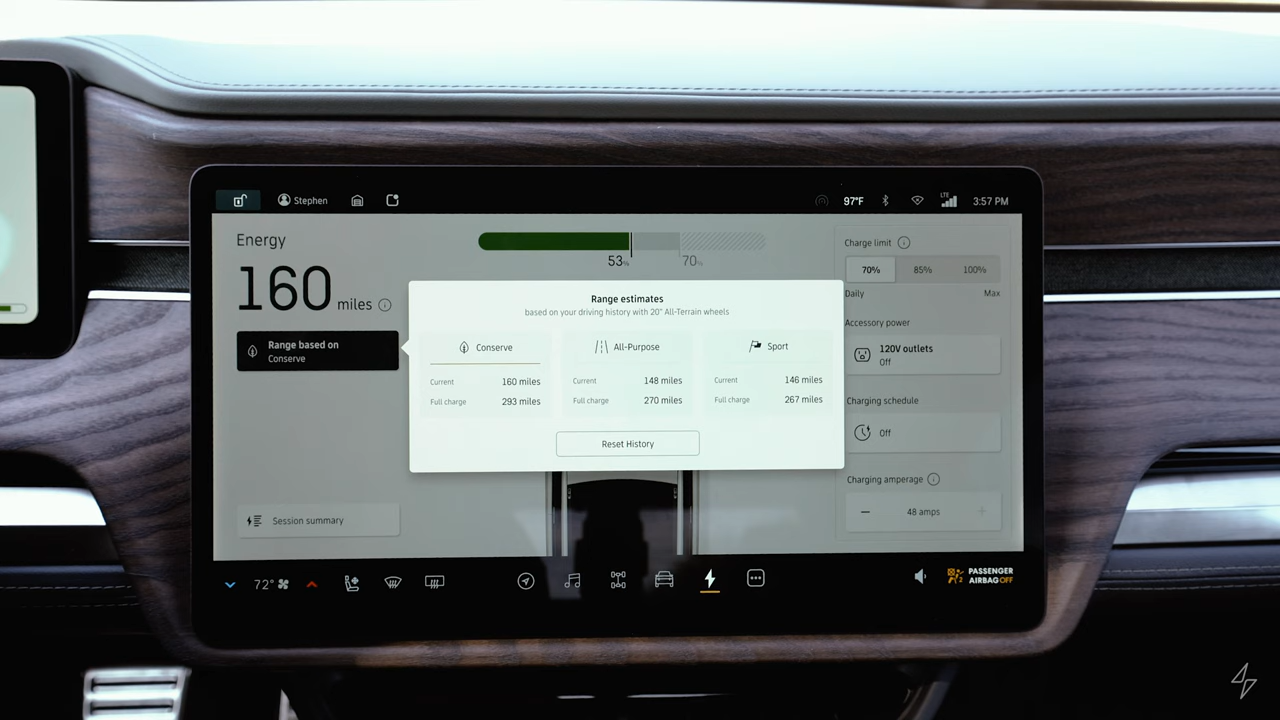 Stephen
97°F
LTE
3:57 PM
Energy
160 miles
Range based on
Conserve
Session summary
53%
70%
Range estimates
based on your driving history with 20" All-Terrain wheels
Conserve
Current 160 miles
Full charge 293 miles
All-Purpose
Current 148 miles
Full charge 270 miles
Sport
Current 146 miles
Full charge 267 miles
Reset History
Charge limit
70% 85% 100%
Daily Max
Accessory power
120V outlets
Off
Charging schedule
Off
Charging amperage
48 amps
72°
PASSENGER
AIRBAG OFF